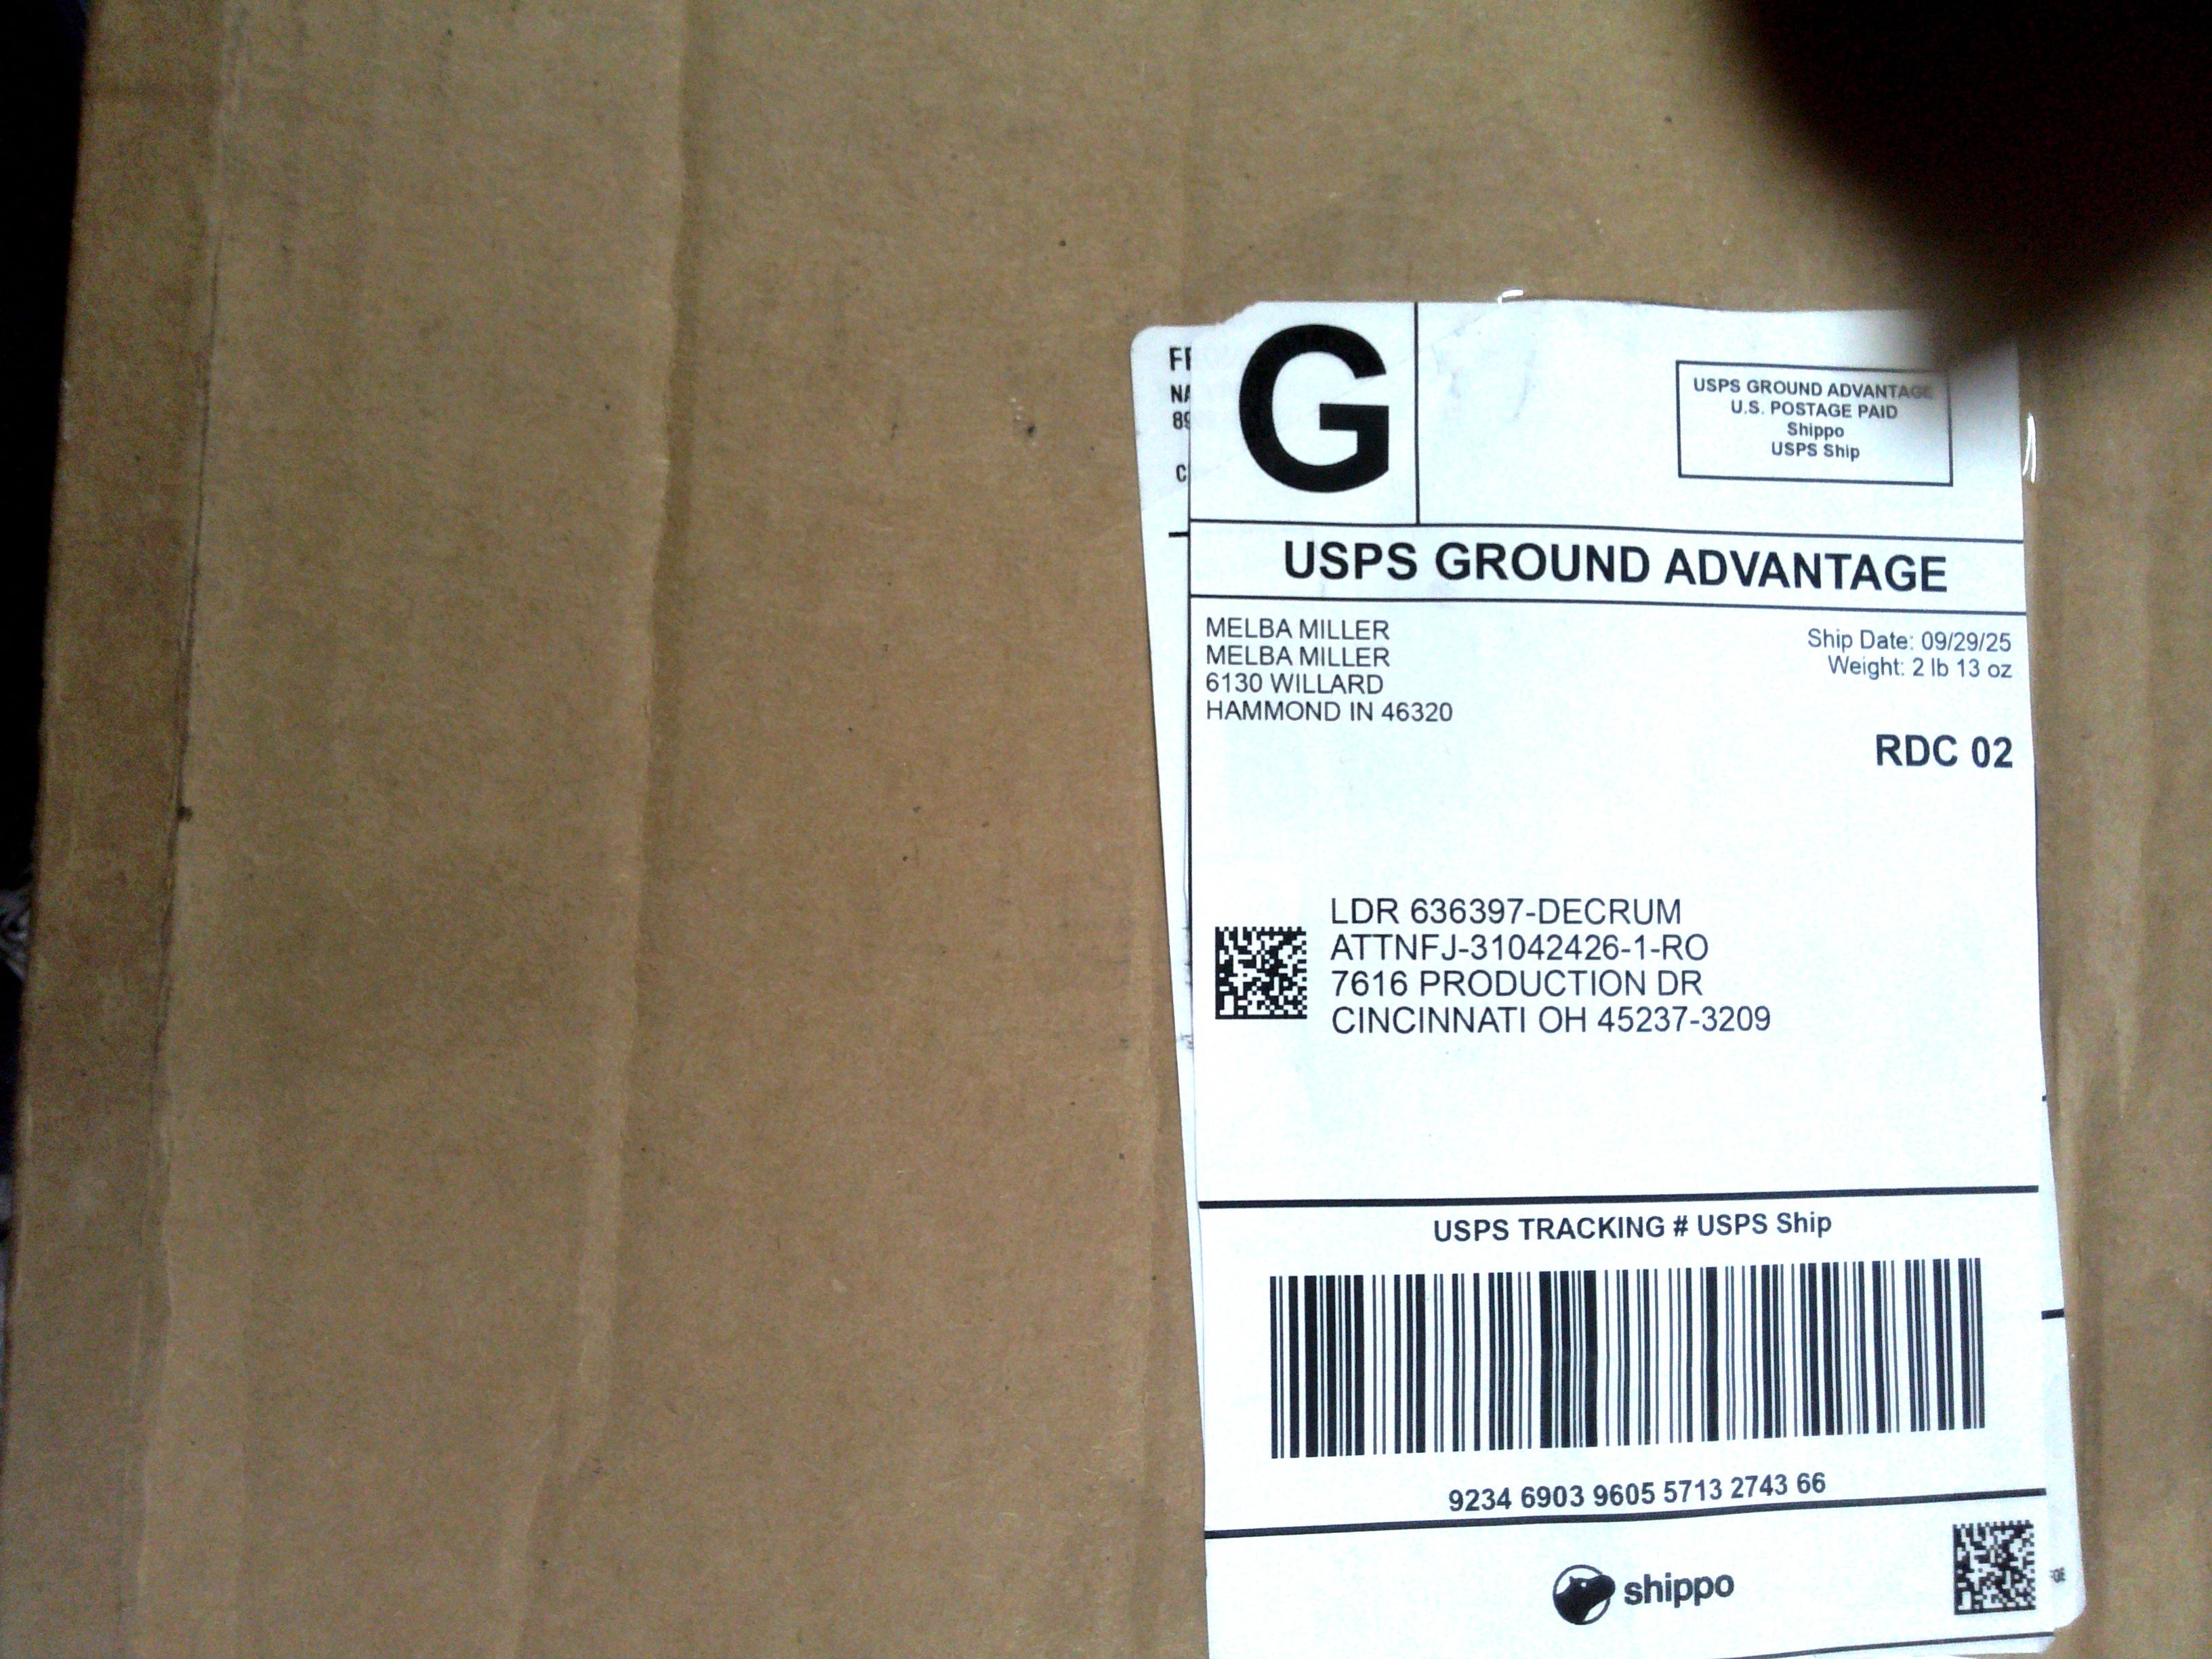 G
USPS GROUND ADVANTAGE
U.S. POSTAGE PAID
Shippo
USPS Ship
USPS GROUND ADVANTAGE
MELBA MILLER
MELBA MILLER
6130 WILLARD
HAMMOND IN 46320
Ship Date: 09/29/25
Weight: 2 lb 13 oz
RDC 02
LDR 636397-DECRUM
ATTNFJ-31042426-1-RO
7616 PRODUCTION DR
CINCINNATI OH 45237-3209
USPS TRACKING # USPS Ship
9234 6903 9605 5713 2743 66
shippo